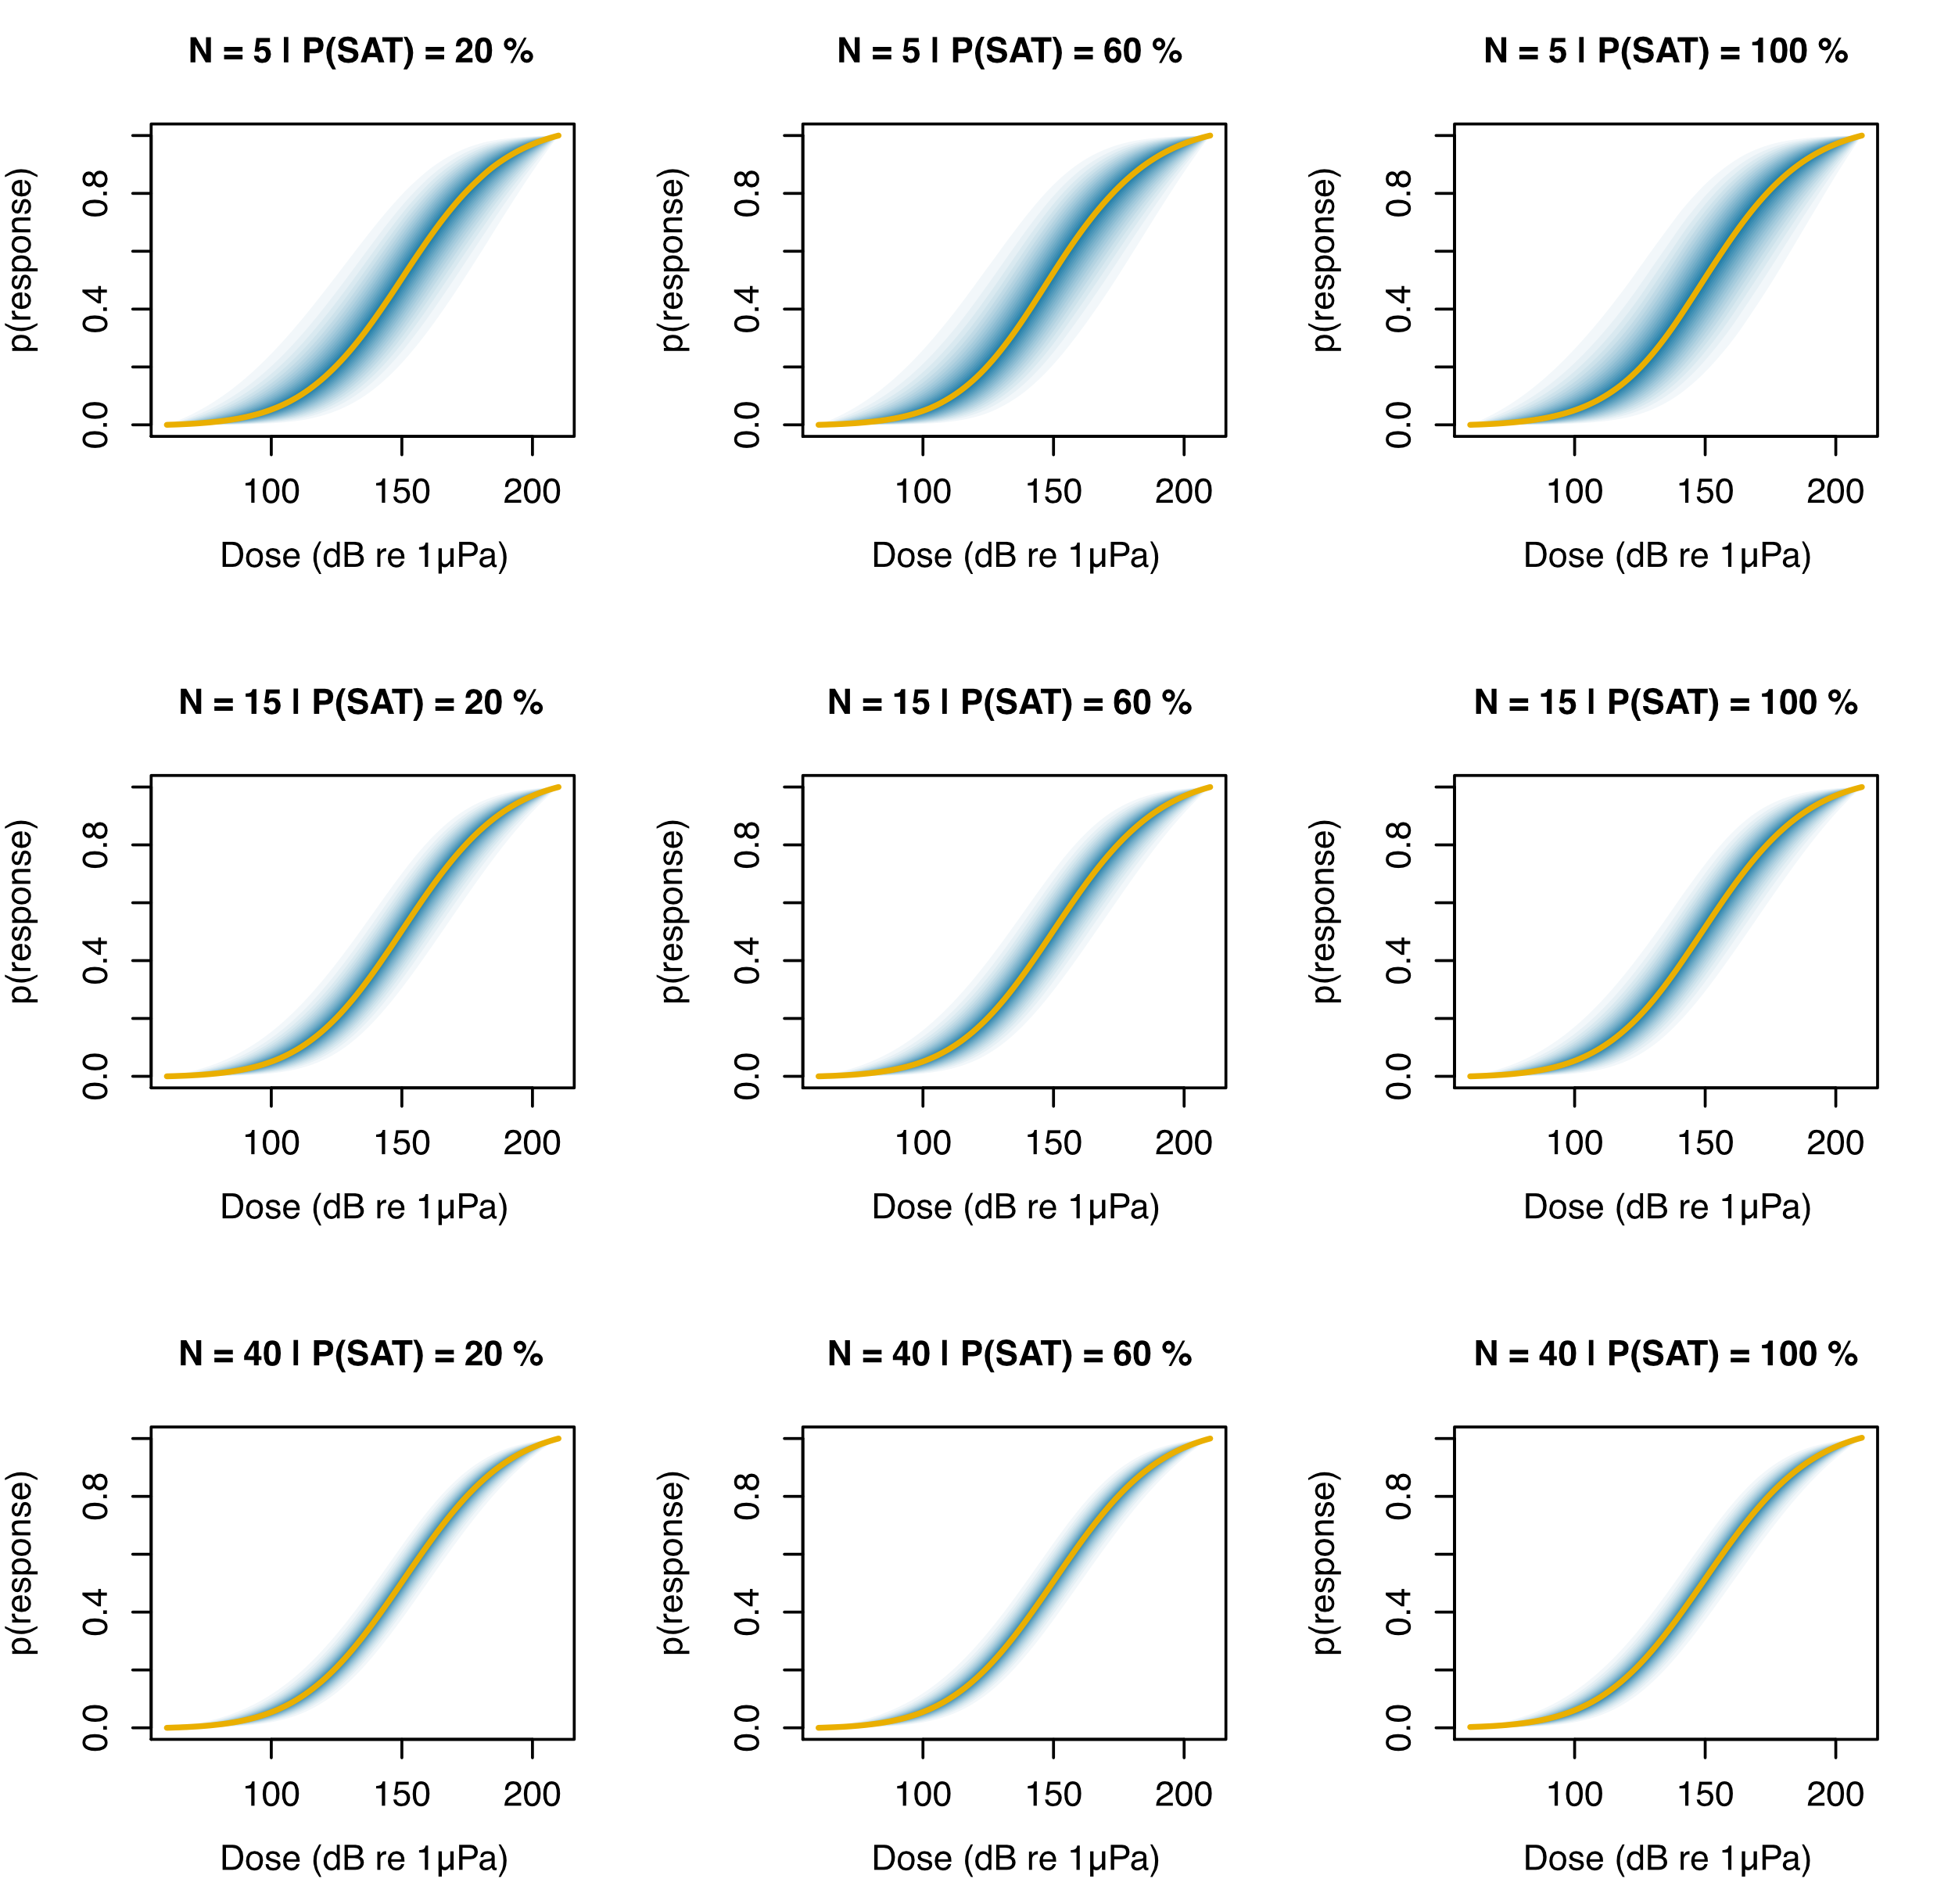 N = 5 | P(SAT) = 20 %
N = 5 | P(SAT) = 60 %
N = 5 | P(SAT) = 100 %
p(response)
0.0 0.4 0.8
100 150 200
Dose (dB re 1µPa)
p(response)
0.0 0.4 0.8
100 150 200
Dose (dB re 1µPa)
p(response)
0.0 0.4 0.8
100 150 200
Dose (dB re 1µPa)
N = 15 | P(SAT) = 20 %
N = 15 | P(SAT) = 60 %
N = 15 | P(SAT) = 100 %
p(response)
0.0 0.4 0.8
100 150 200
Dose (dB re 1µPa)
p(response)
0.0 0.4 0.8
100 150 200
Dose (dB re 1µPa)
p(response)
0.0 0.4 0.8
100 150 200
Dose (dB re 1µPa)
N = 40 | P(SAT) = 20 %
N = 40 | P(SAT) = 60 %
N = 40 | P(SAT) = 100 %
p(response)
0.0 0.4 0.8
100 150 200
Dose (dB re 1µPa)
p(response)
0.0 0.4 0.8
100 150 200
Dose (dB re 1µPa)
p(response)
0.0 0.4 0.8
100 150 200
Dose (dB re 1µPa)